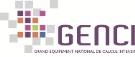 GENCI
GRAND EQUIPEMENT NATIONAL DE CALCUL INTENSIF